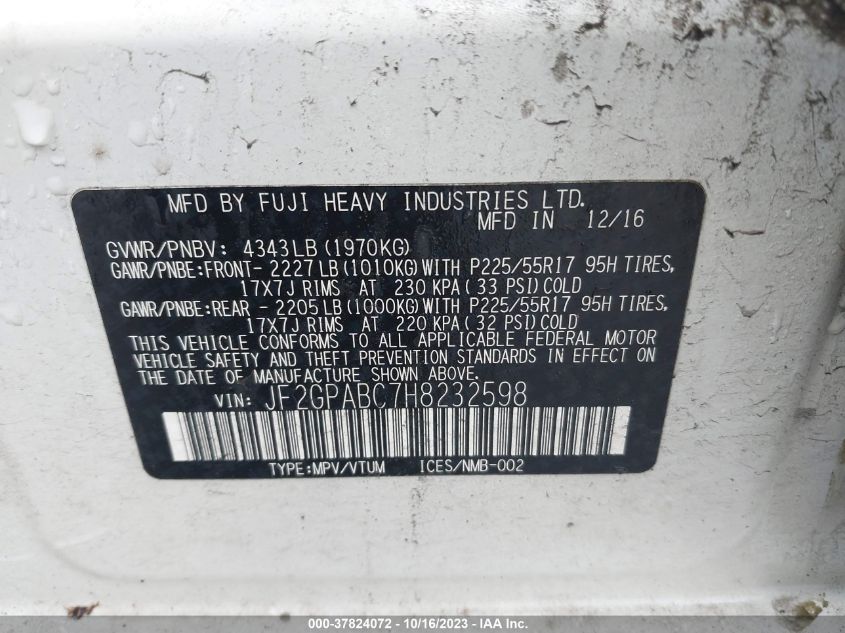 MFD BY FUJI HEAVY INDUSTRIES LTD.
MFD IN 12/16
GVWR/PNBV: 4343LB (1970KG)
GAWR/PNBE:FRONT- 2227LB(1010KG)WITH P225/55R17 95H TIRES,
17X7J RIMS AT 230 KPA(33 PSI)COLD
GAWR/PNBE:REAR - 2205LB(1000KG)WITH P225/55R17 95H TIRES,
17X7J RIMS AT 220 KPA(32 PSI)COLD
THIS VEHICLE CONFORMS TO ALL APPLICABLE FEDERAL MOTOR
VEHICLE SAFETY AND THEFT PREVENTION STANDARDS IN EFFECT ON
THE DATE OF MANUFACTURE SHOWN ABOVE.
VIN: JF2GPABC7H8232598
TYPE:MPV/VTUM ICES/NMB-002
000-37824072 - 10/16/2023 - IAA Inc.